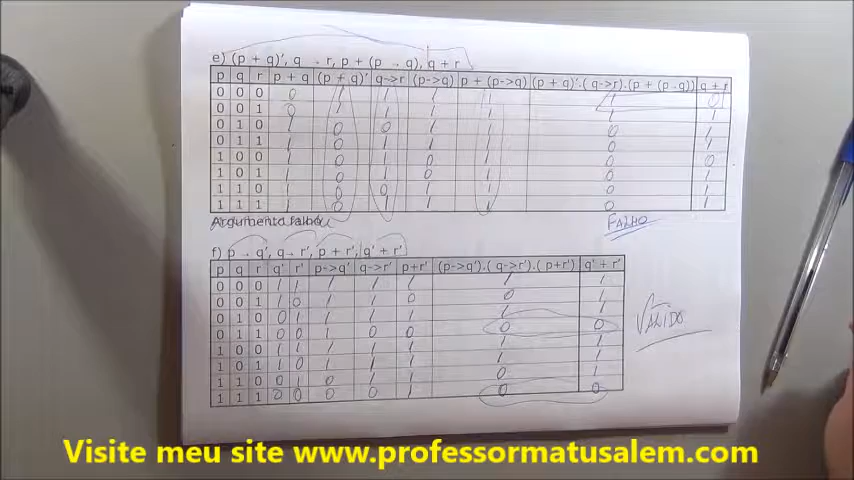 e) (p + q)', q → r, p + (p → q), q + r
p q r p + q (p + q)' q->r (p->q) p + (p->q) (p + q)'.( q->r).(p + (p→q)) q + r
0 0 0 0 1 1 1 1 1 0
0 0 1 0 1 1 1 1 1 1
0 1 0 1 0 0 1 1 0 1
0 1 1 1 0 1 1 1 0 1
1 0 0 1 0 1 0 1 0 0
1 0 1 1 0 1 0 1 0 1
1 1 0 1 0 0 1 1 0 1
1 1 1 1 0 1 1 1 0 1
Argumento falho FALHO
f) p → q', q→ r', p + r', q' + r'
p q r q' r' p->q' q->r' p+r' (p->q').( q->r').( p+r') q' + r'
0 0 0 1 1 1 1 1 1 1
0 0 1 1 0 1 1 0 0 1
0 1 0 0 1 1 1 1 1 1
0 1 1 0 0 1 0 0 0 0
1 0 0 1 1 1 1 1 1 1
1 0 1 1 0 1 1 1 1 1
1 1 0 0 1 0 1 1 0 1
1 1 1 0 0 0 0 1 0 0
VÁLIDO
Visite meu site www.professormatusalem.com